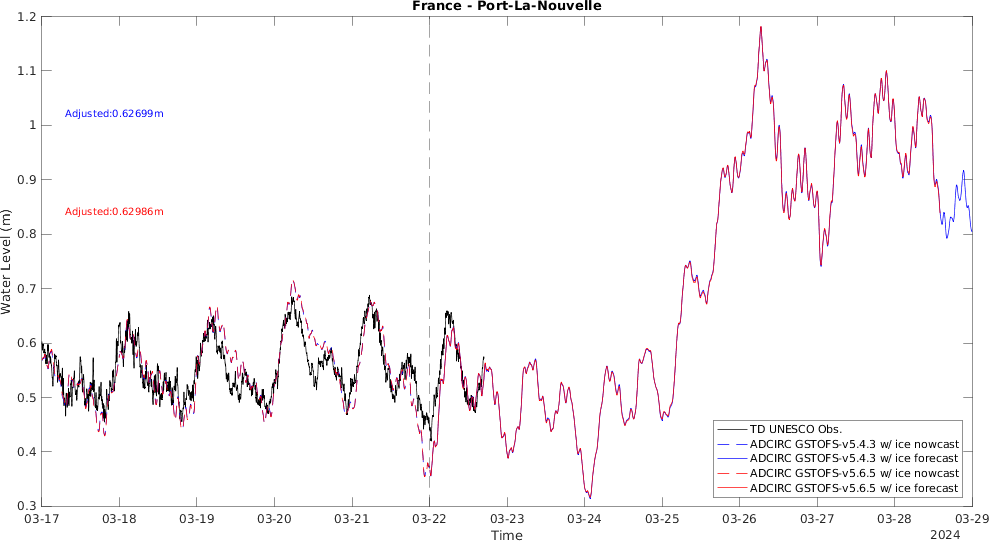 France - Port-La-Nouvelle
Water Level (m)
1.2
1.1
1
0.9
0.8
0.7
0.6
0.5
0.4
0.3
Adjusted:0.62699m
Adjusted:0.62986m
TD UNESCO Obs.
ADCIRC GSTOFS-v5.4.3 w/ ice nowcast
ADCIRC GSTOFS-v5.4.3 w/ ice forecast
ADCIRC GSTOFS-v5.6.5 w/ ice nowcast
ADCIRC GSTOFS-v5.6.5 w/ ice forecast
03-17 03-18 03-19 03-20 03-21 03-22 03-23 03-24 03-25 03-26 03-27 03-28 03-29
Time
2024